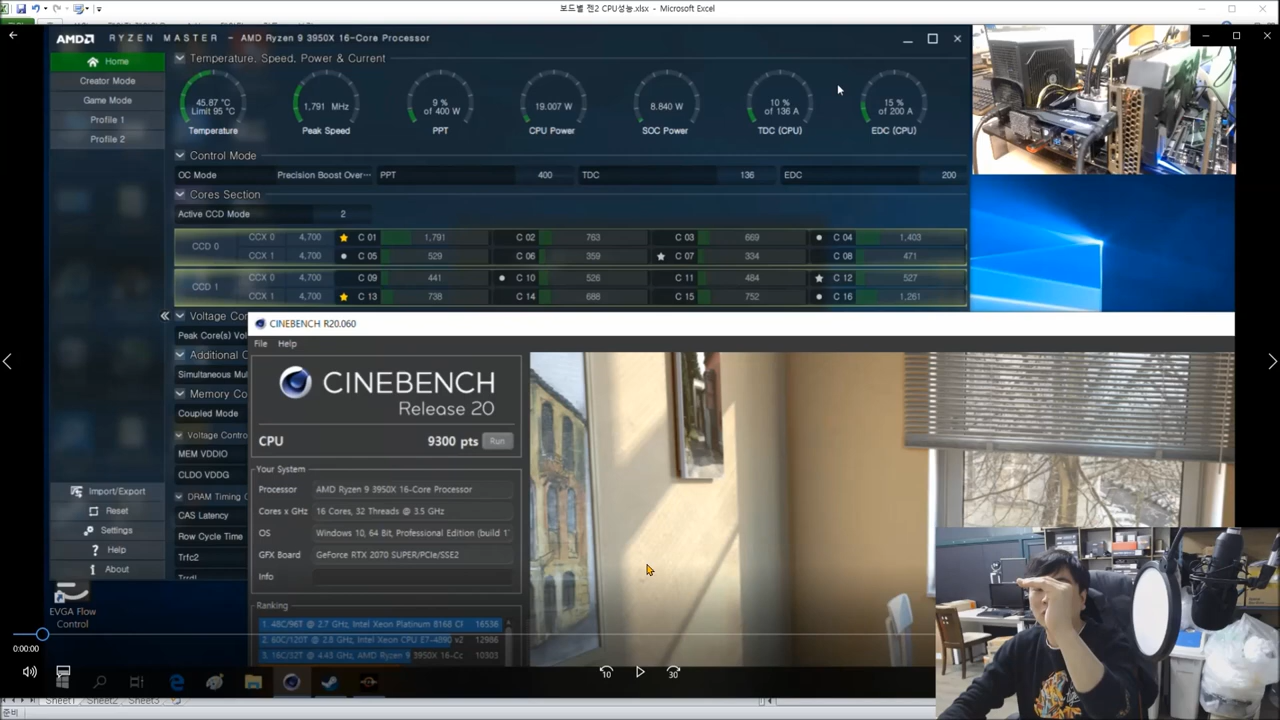 보드별 젠2 CPU성능.xlsx - Microsoft Excel
AMD RYZEN MASTER - AMD Ryzen 9 3950X 16-Core Processor
Home
Creator Mode
Game Mode
Profile 1
Profile 2
Temperature, Speed, Power & Current
45.87 °C
Limit 95 °C
Temperature
1,791 MHz
Peak Speed
9 %
of 400 W
PPT
19.007 W
CPU Power
8.840 W
SOC Power
10 %
of 136 A
TDC (CPU)
15 %
of 200 A
EDC (CPU)
Control Mode
OC Mode Precision Boost Over··· PPT 400 TDC 136 EDC 200
Cores Section
Active CCD Mode 2
CCD 0
CCX 0 4,700 C 01 1,791 C 02 763 C 03 669 C 04 1,403
CCX 1 4,700 C 05 529 C 06 359 C 07 334 C 08 471
CCD 1
CCX 0 4,700 C 09 441 C 10 526 C 11 484 C 12 527
CCX 1 4,700 C 13 738 C 14 688 C 15 752 C 16 1,261
Voltage Co
Peak Core(s) Vo
Additional C
Simultaneous Mul
Memory Co
Coupled Mode
Voltage Contro
MEM VDDIO
CLDO VDDG
DRAM Timing C
CAS Latency
Row Cycle Time
Trfc2
Import/Export
Reset
Settings
Help
About
CINEBENCH R20.060
File Help
CINEBENCH
Release 20
CPU 9300 pts Run
Your System
Processor AMD Ryzen 9 3950X 16-Core Processor
Cores x GHz 16 Cores, 32 Threads @ 3.5 GHz
OS Windows 10, 64 Bit, Professional Edition (build 1
GFX Board GeForce RTX 2070 SUPER/PCIe/SSE2
Info
Ranking
1. 48C/96T @ 2.7 GHz, Intel Xeon Platinum 8168 CP 16536
2. 60C/120T @ 2.8 GHz, Intel Xeon CPU E7-4890 v2 12986
3. 16C/32T @ 4.43 GHz, AMD Ryzen 9 3950X 16-Co 10303
EVGA Flow
Control
0:00:00
10
30
Sheet1 Sheet2 Sheet3
준비